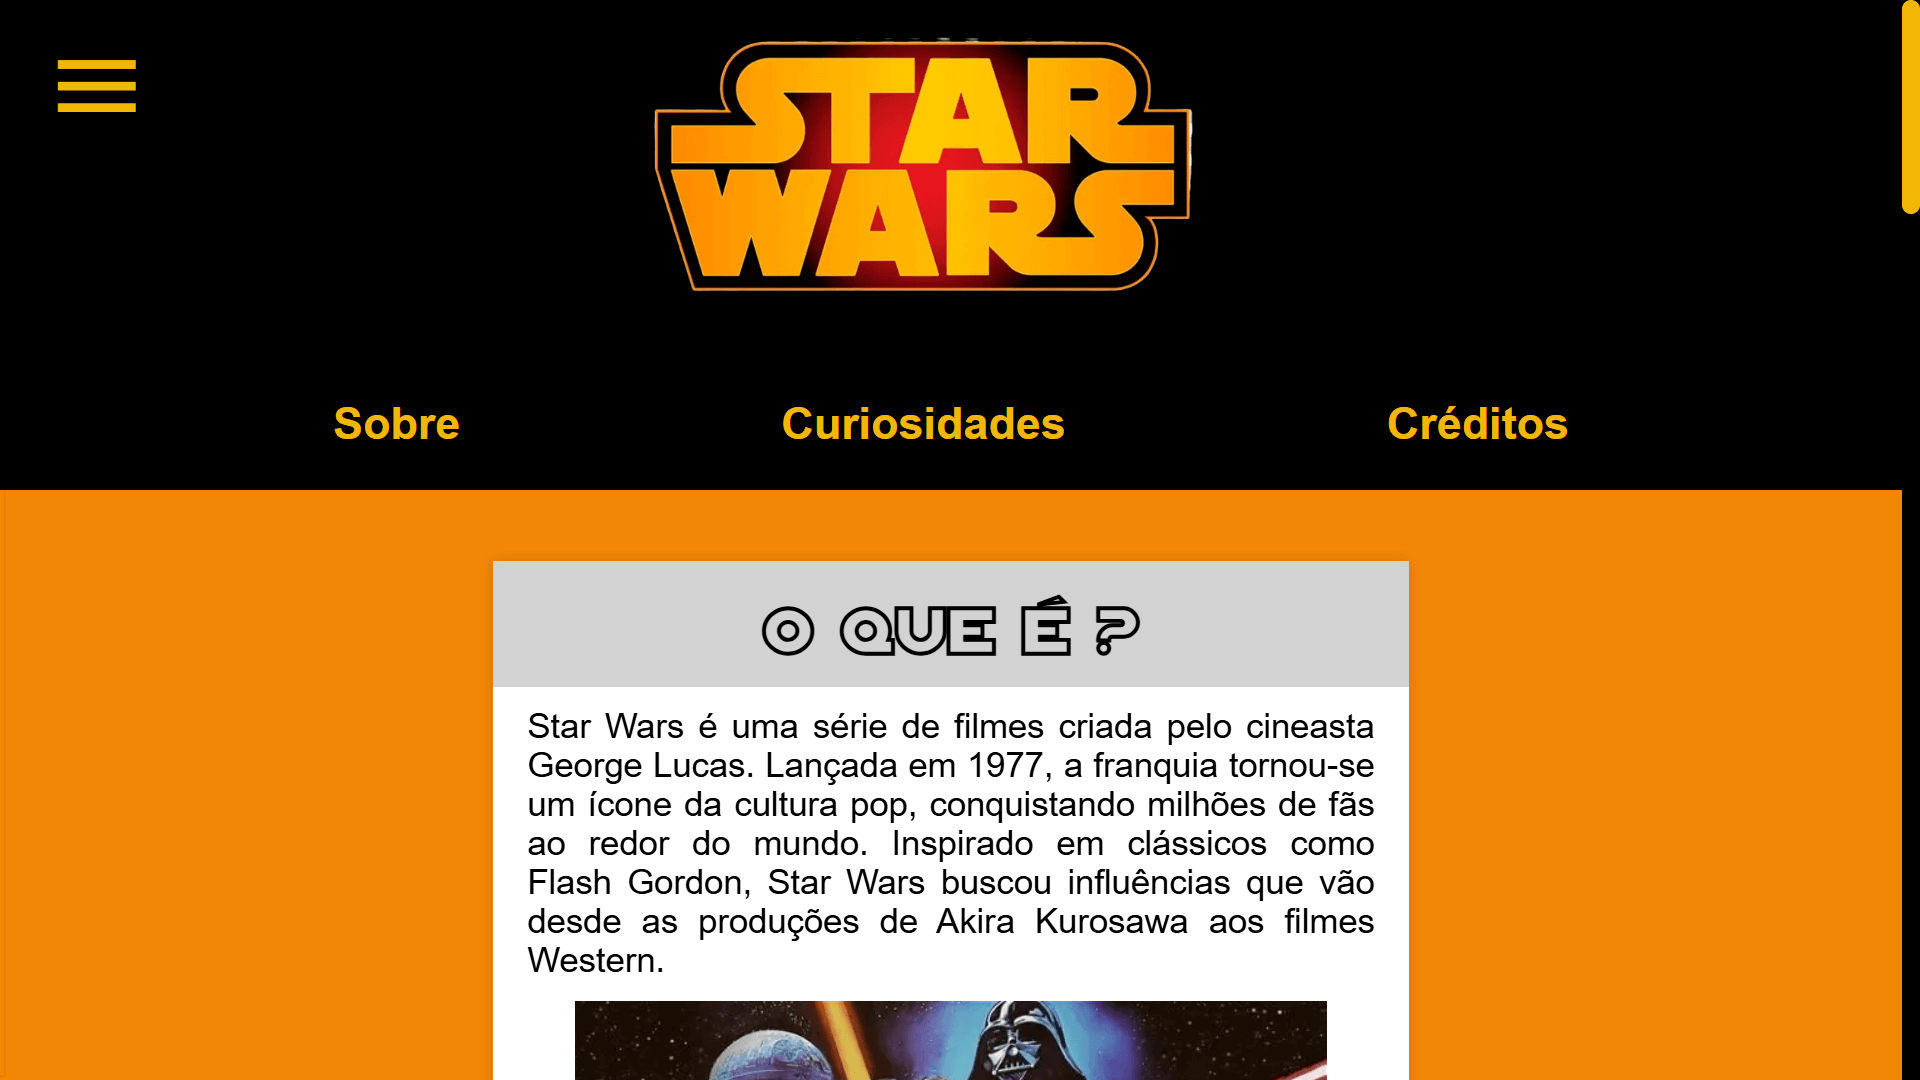 STAR
WARS
Sobre
Curiosidades
Créditos
O QUE É ?
Star Wars é uma série de filmes criada pelo cineasta
George Lucas. Lançada em 1977, a franquia tornou-se
um ícone da cultura pop, conquistando milhões de fãs
ao redor do mundo. Inspirado em clássicos como
Flash Gordon, Star Wars buscou influências que vão
desde as produções de Akira Kurosawa aos filmes
Western.